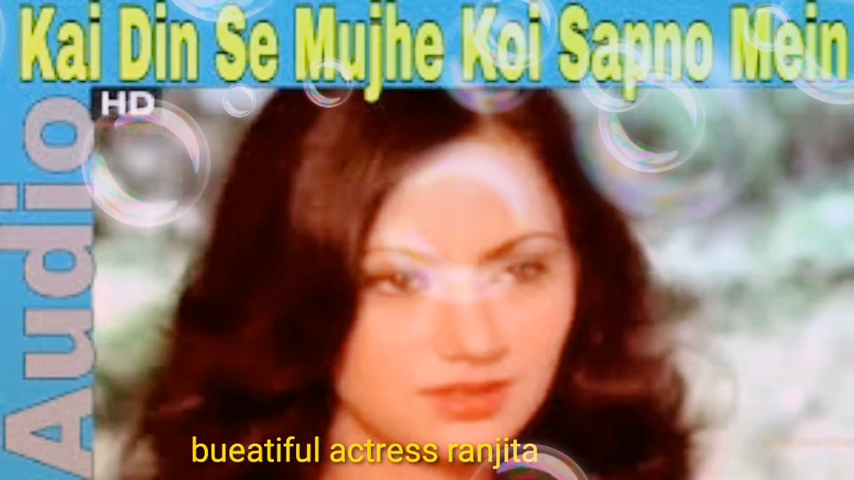 Kai Din Se Mujhe Koi Sapno Mein
HD
Audio
bueatiful actress ranjita